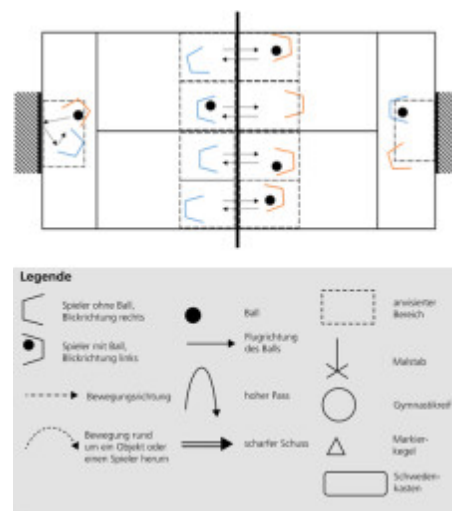 Legende
Spieler ohne Ball,
Blickrichtung rechts
Spieler mit Ball,
Blickrichtung links
Bewegungsrichtung
Bewegung rund
um ein Objekt oder
einen Spieler herum
Ball
Flugrichtung
des Balls
hoher Pass
scharfer Schuss
anvisierter
Bereich
Malstab
Gymnastikreif
Markier-
kegel
Schweden-
kasten